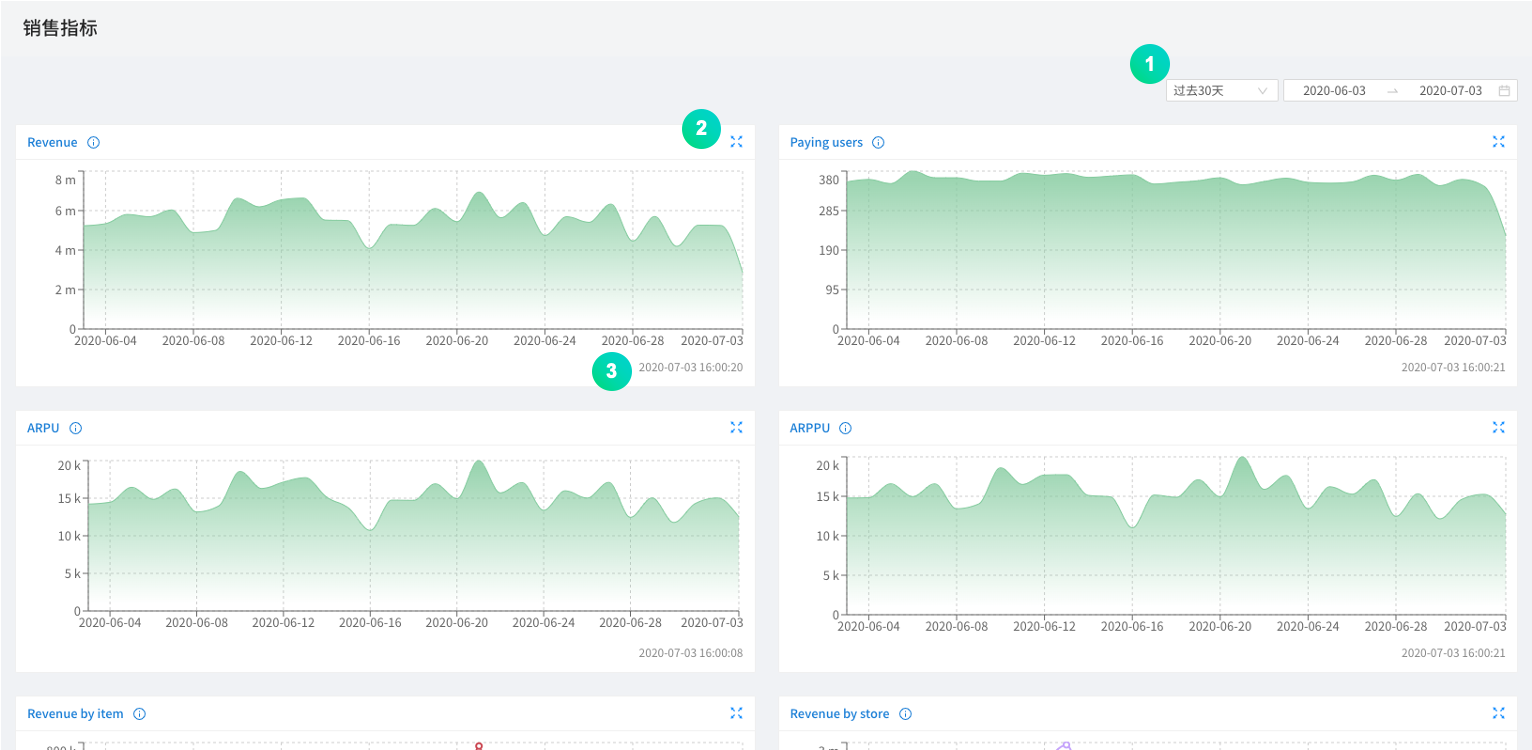 销售指标
1
过去30天 2020-06-03 → 2020-07-03
Revenue
2
8 m
6 m
4 m
2 m
0
2020-06-04 2020-06-08 2020-06-12 2020-06-16 2020-06-20 2020-06-24 2020-06-28 2020-07-03
3
2020-07-03 16:00:20
Paying users
380
285
190
95
0
2020-06-04 2020-06-08 2020-06-12 2020-06-16 2020-06-20 2020-06-24 2020-06-28 2020-07-03
2020-07-03 16:00:21
ARPU
20 k
15 k
10 k
5 k
0
2020-06-04 2020-06-08 2020-06-12 2020-06-16 2020-06-20 2020-06-24 2020-06-28 2020-07-03
2020-07-03 16:00:08
ARPPU
20 k
15 k
10 k
5 k
0
2020-06-04 2020-06-08 2020-06-12 2020-06-16 2020-06-20 2020-06-24 2020-06-28 2020-07-03
2020-07-03 16:00:21
Revenue by item
Revenue by store